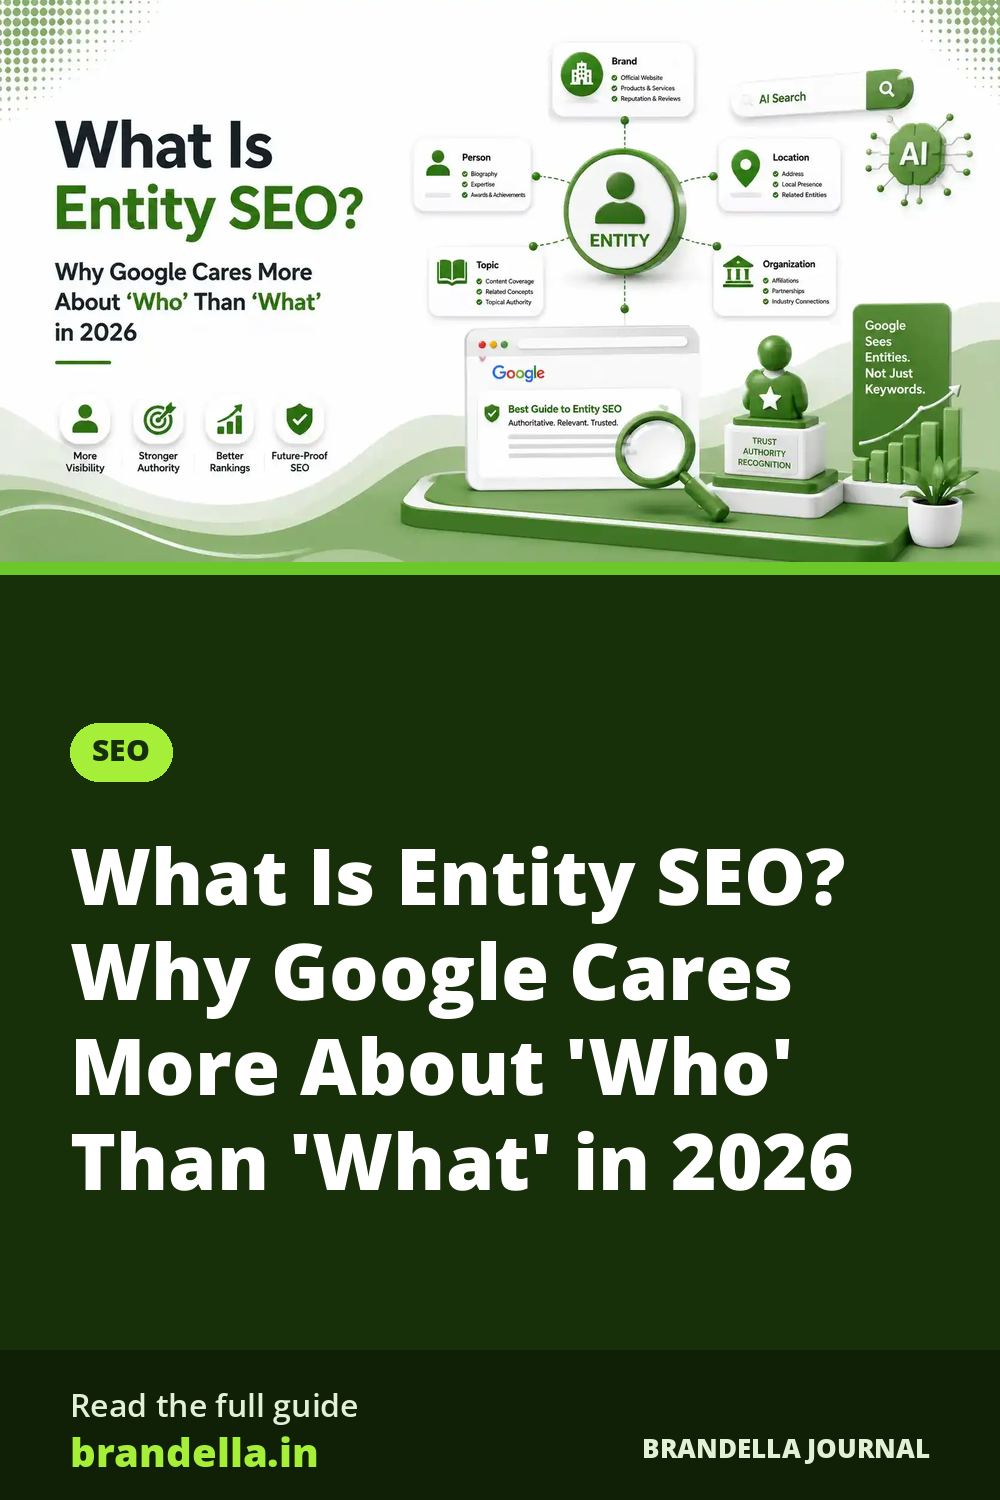 What Is
Entity SEO?
Why Google Cares More
About ‘Who’ Than ‘What’
in 2026
More
Visibility
Stronger
Authority
Better
Rankings
Future-Proof
SEO
Brand
Official Website
Products & Services
Reputation & Reviews
Person
Biography
Expertise
Awards & Achievements
ENTITY
Location
Address
Local Presence
Related Entities
Topic
Content Coverage
Related Concepts
Topical Authority
Organization
Affiliations
Partnerships
Industry Connections
AI Search
AI
Google
Best Guide to Entity SEO
Authoritative. Relevant. Trusted.
TRUST
AUTHORITY
RECOGNITION
Google
Sees
Entities.
Not Just
Keywords.
SEO
What Is Entity SEO?
Why Google Cares
More About 'Who'
Than 'What' in 2026
Read the full guide
brandella.in
BRANDELLA JOURNAL